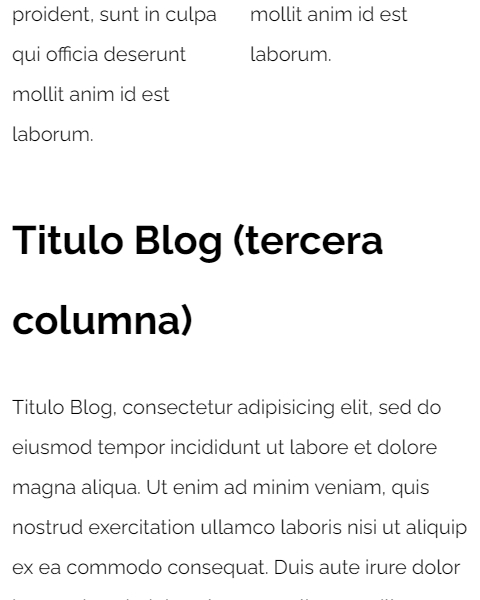 proident, sunt in culpa
qui officia deserunt
mollit anim id est
laborum.
mollit anim id est
laborum.
Titulo Blog (tercera
columna)
Titulo Blog, consectetur adipisicing elit, sed do
eiusmod tempor incididunt ut labore et dolore
magna aliqua. Ut enim ad minim veniam, quis
nostrud exercitation ullamco laboris nisi ut aliquip
ex ea commodo consequat. Duis aute irure dolor